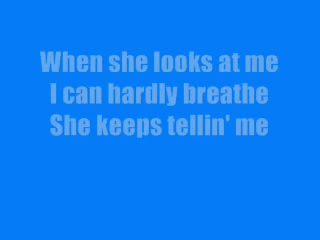 When she looks at me
I can hardly breathe
She keeps tellin' me